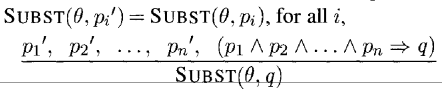 SUBST(θ, pᵢ′) = SUBST(θ, pᵢ), for all i,
p₁′, p₂′, …, pₙ′, (p₁ ∧ p₂ ∧ … ∧ pₙ ⇒ q)
SUBST(θ, q)